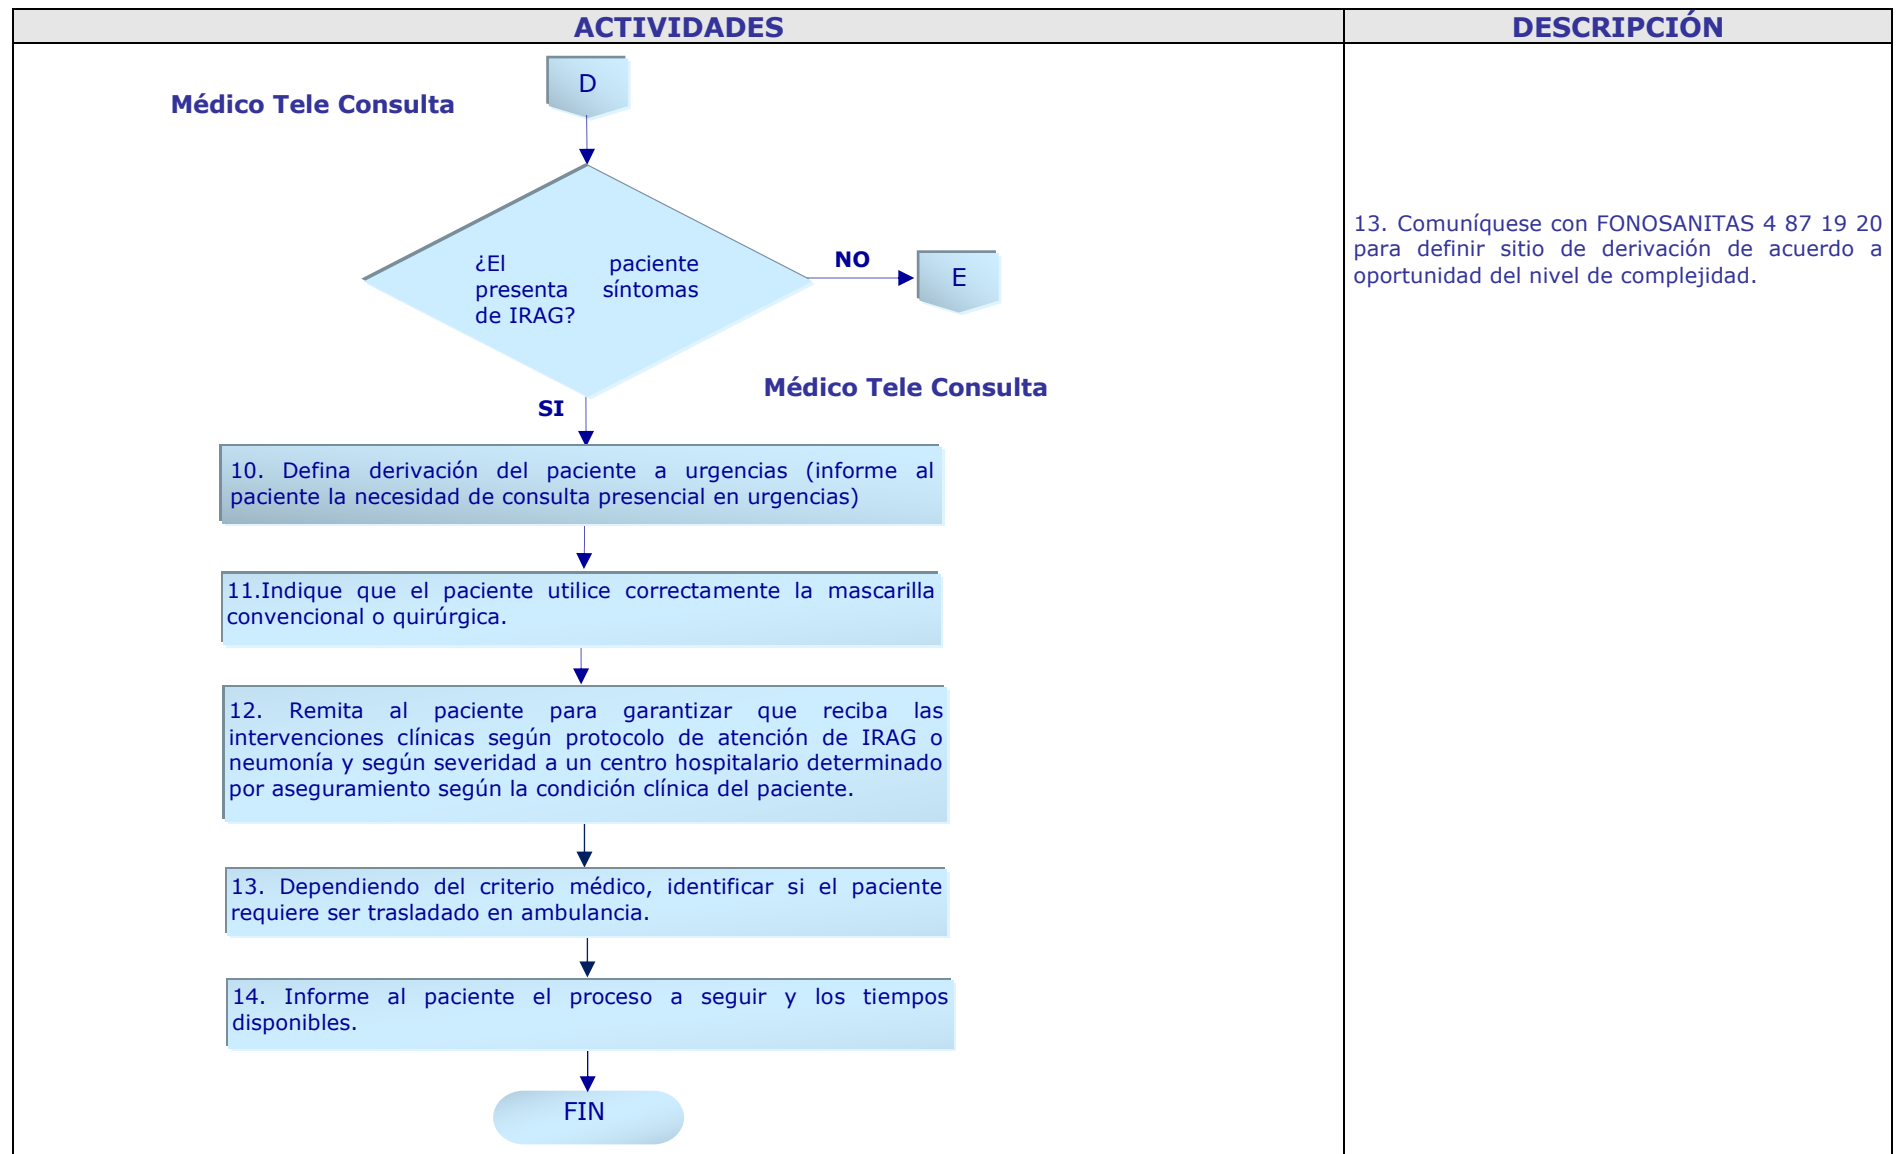 ACTIVIDADES
DESCRIPCIÓN
D
Médico Tele Consulta
¿El paciente
presenta síntomas
de IRAG?
NO
E
Médico Tele Consulta
SI
10. Defina derivación del paciente a urgencias (informe al
paciente la necesidad de consulta presencial en urgencias)
11.Indique que el paciente utilice correctamente la mascarilla
convencional o quirúrgica.
12. Remita al paciente para garantizar que reciba las
intervenciones clínicas según protocolo de atención de IRAG o
neumonía y según severidad a un centro hospitalario determinado
por aseguramiento según la condición clínica del paciente.
13. Dependiendo del criterio médico, identificar si el paciente
requiere ser trasladado en ambulancia.
14. Informe al paciente el proceso a seguir y los tiempos
disponibles.
FIN
13. Comuníquese con FONOSANITAS 4 87 19 20
para definir sitio de derivación de acuerdo a
oportunidad del nivel de complejidad.